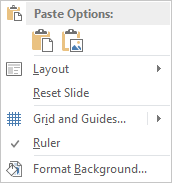 Paste Options:
Layout
Reset Slide
Grid and Guides...
Ruler
Format Background...